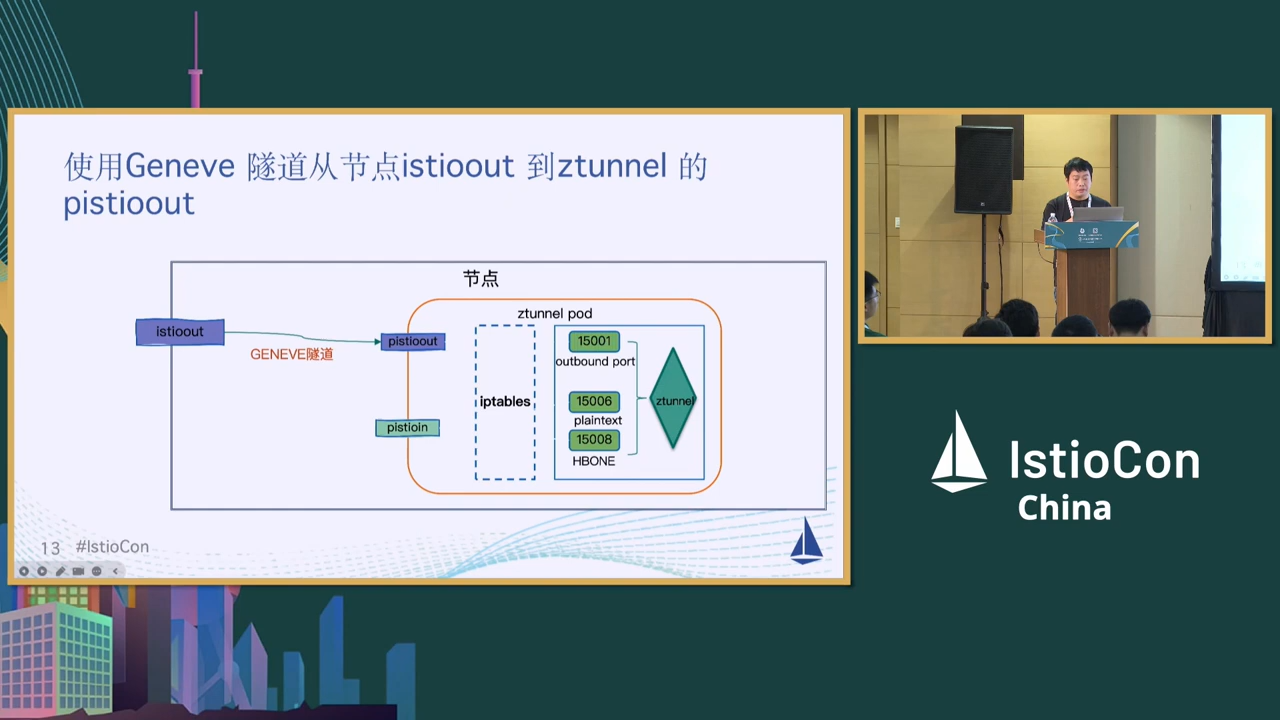 使用Geneve 隧道从节点istioout 到ztunnel 的
pistioout
节点
ztunnel pod
istioout
GENEVE隧道
pistioout
pistioin
iptables
15001
outbound port
15006
plaintext
15008
HBONE
ztunnel
13 #IstioCon
IstioCon
China